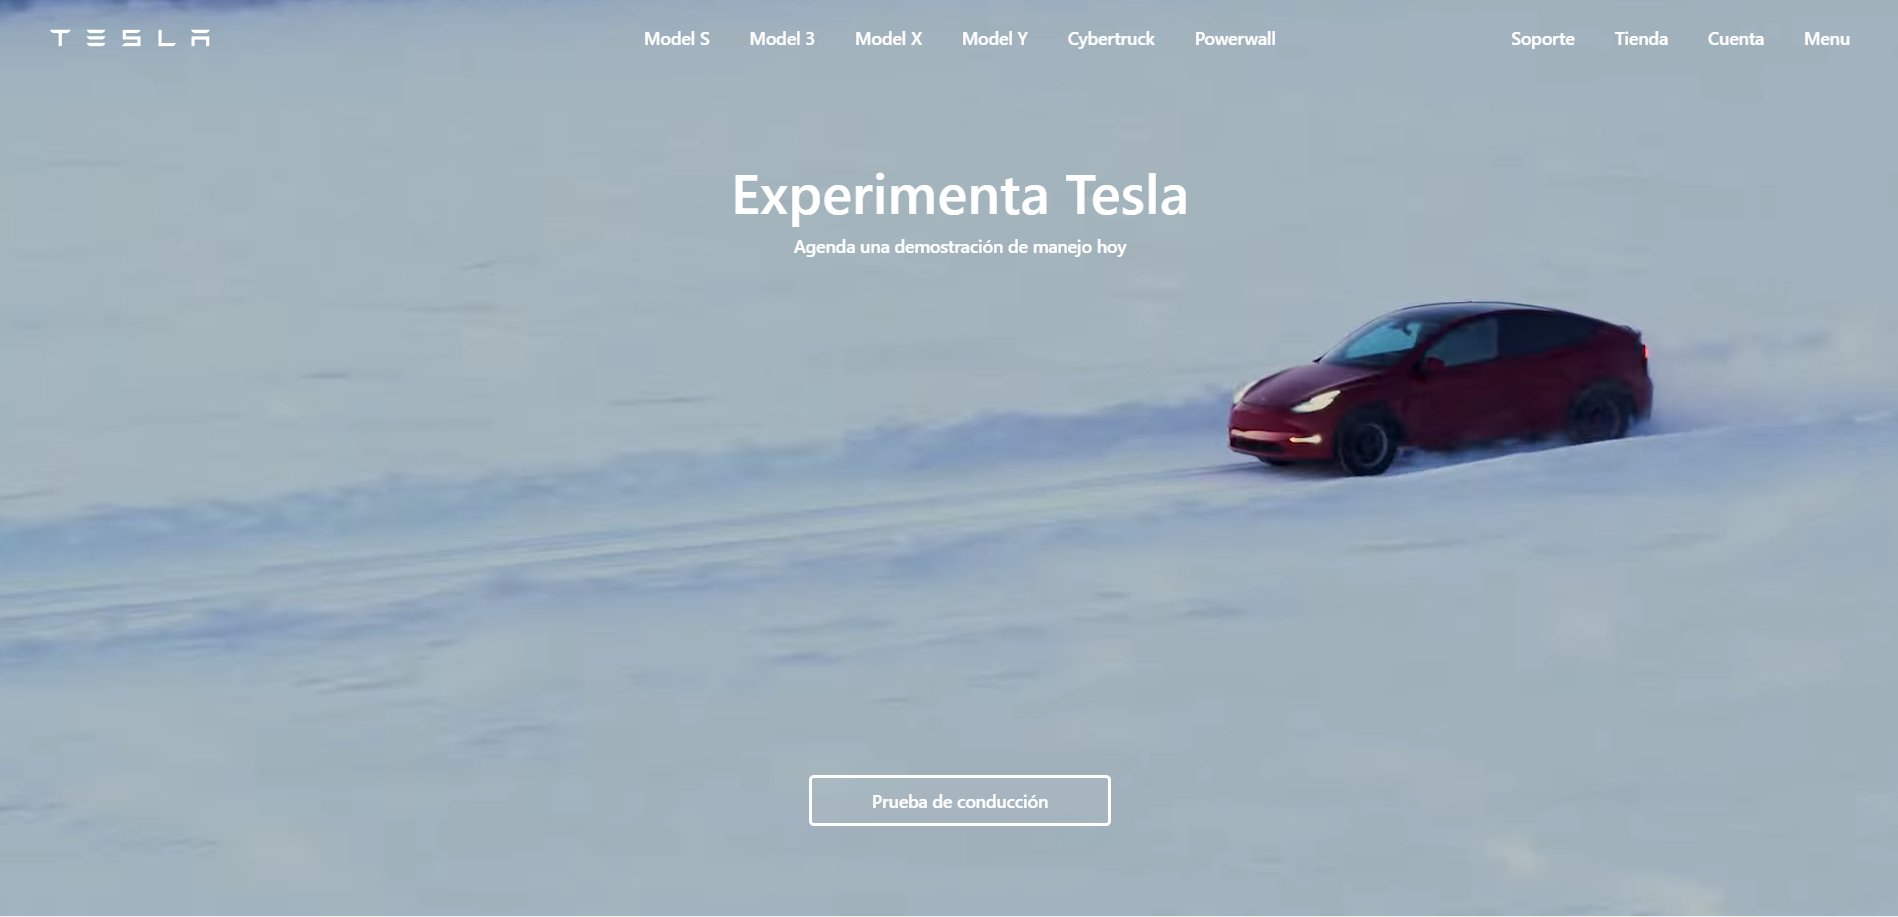 TESLA
Model S Model 3 Model X Model Y Cybertruck Powerwall
Soporte Tienda Cuenta Menu
Experimenta Tesla
Agenda una demostración de manejo hoy
Prueba de conducción